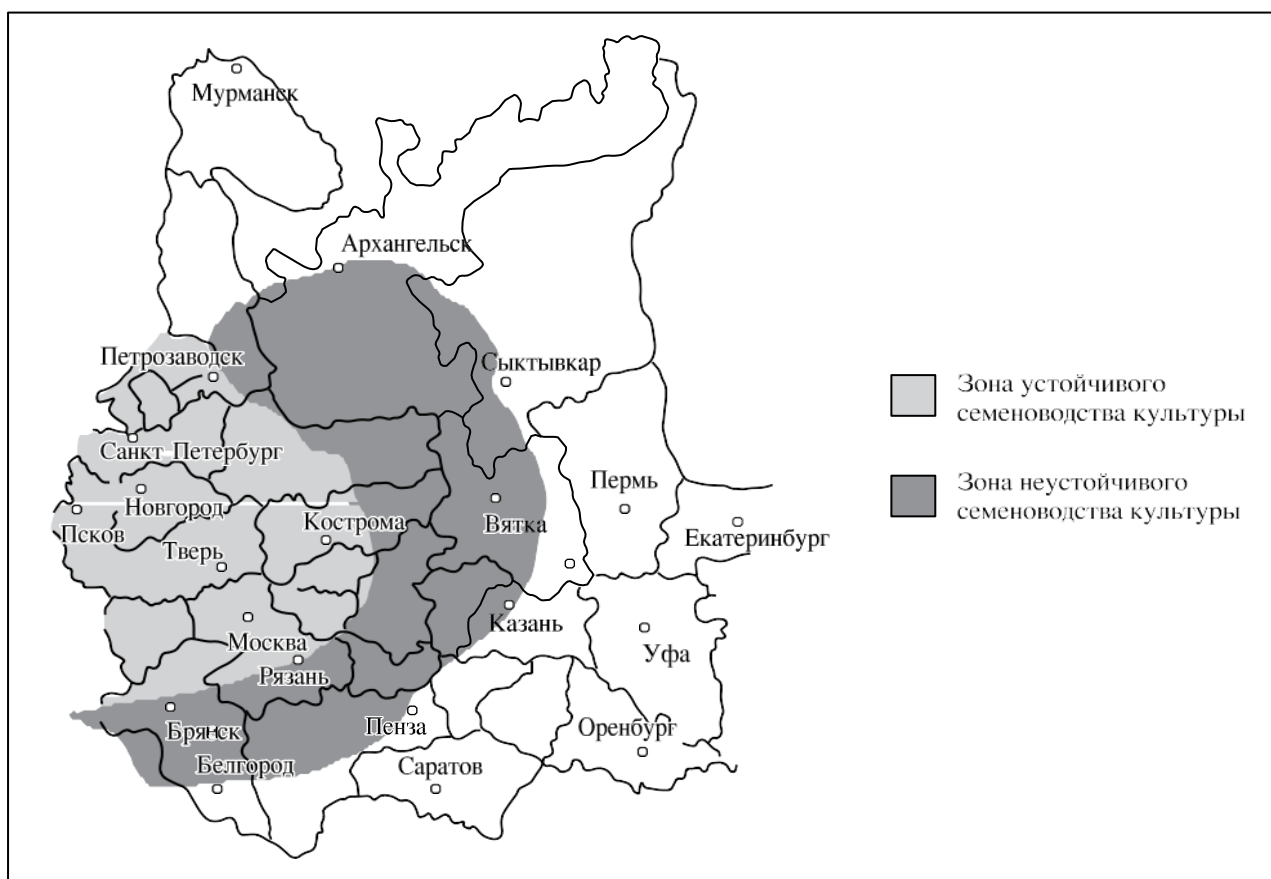 Мурманск
Архангельск
Петрозаводск
Сыктывкар
Санкт Петербург
Новгород
Псков
Тверь
Кострома
Вятка
Пермь
Екатеринбург
Москва
Рязань
Казань
Уфа
Брянск
Белгород
Пенза
Саратов
Оренбург
Зона устойчивого
семеноводства культуры
Зона неустойчивого
семеноводства культуры